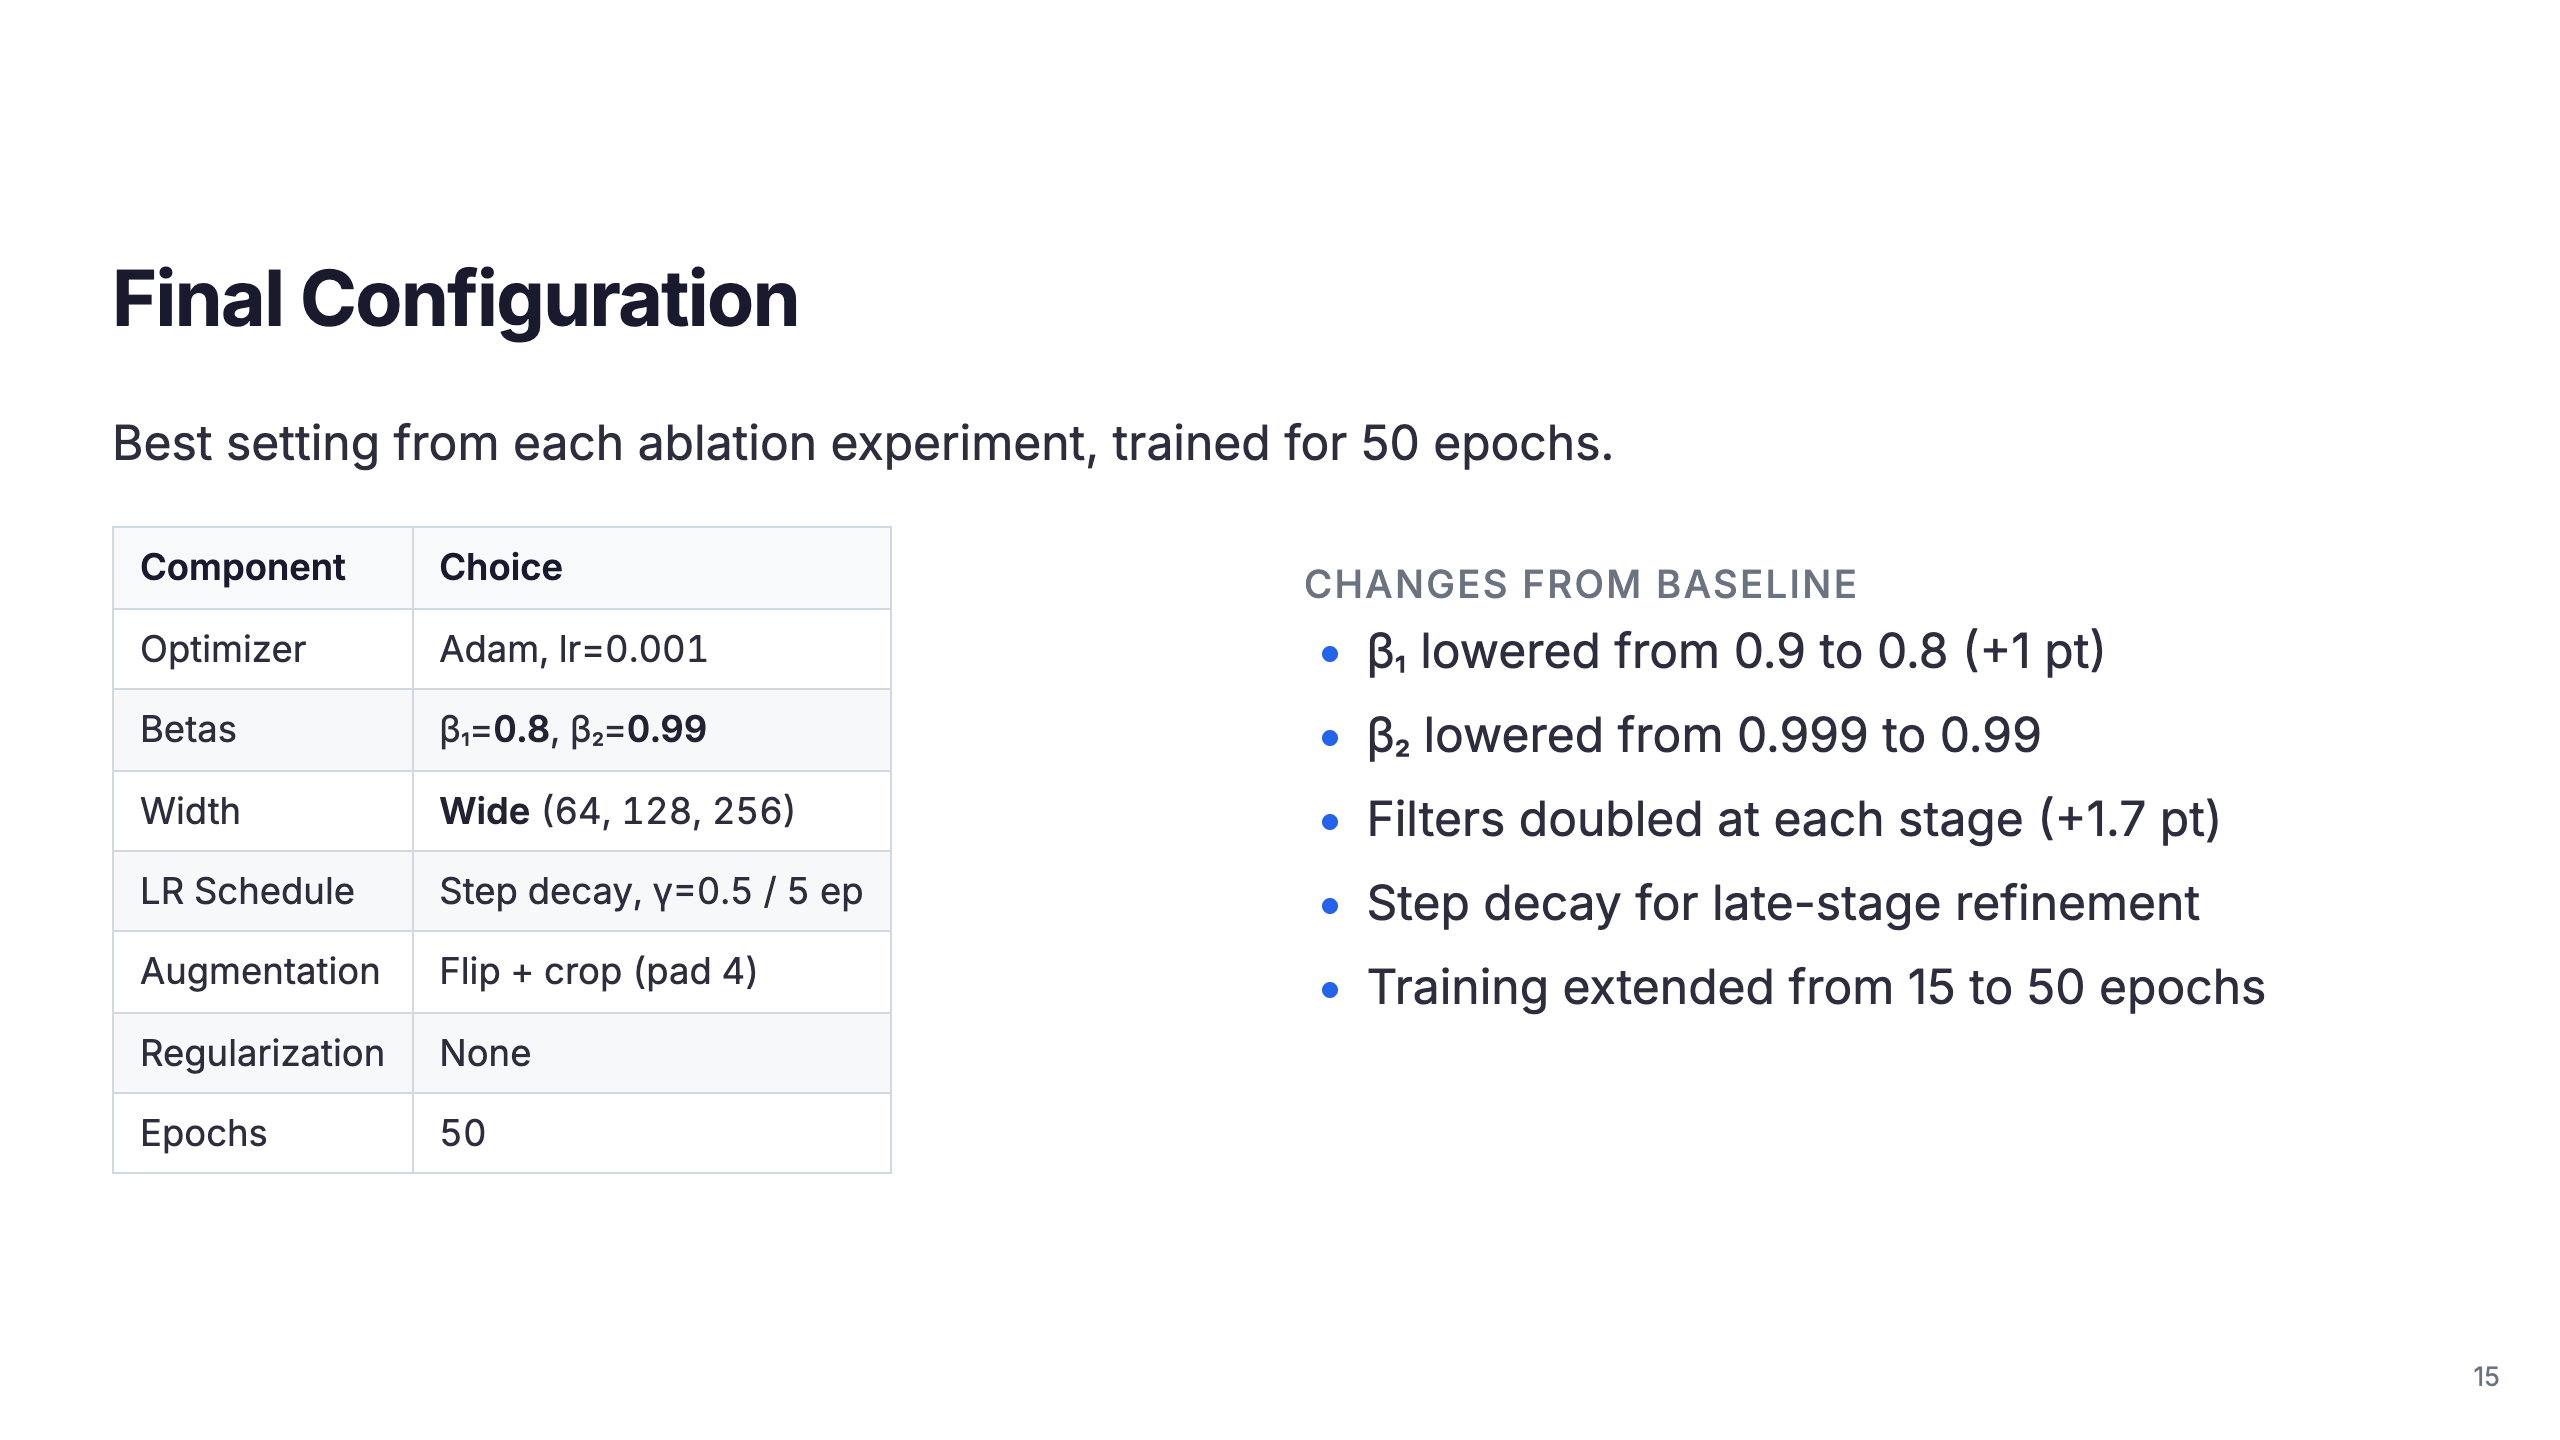 Final Configuration
Best setting from each ablation experiment, trained for 50 epochs.
Component Choice
Optimizer Adam, lr=0.001
Betas β₁=0.8, β₂=0.99
Width Wide (64, 128, 256)
LR Schedule Step decay, γ=0.5 / 5 ep
Augmentation Flip + crop (pad 4)
Regularization None
Epochs 50
CHANGES FROM BASELINE
• β₁ lowered from 0.9 to 0.8 (+1 pt)
• β₂ lowered from 0.999 to 0.99
• Filters doubled at each stage (+1.7 pt)
• Step decay for late-stage refinement
• Training extended from 15 to 50 epochs
15